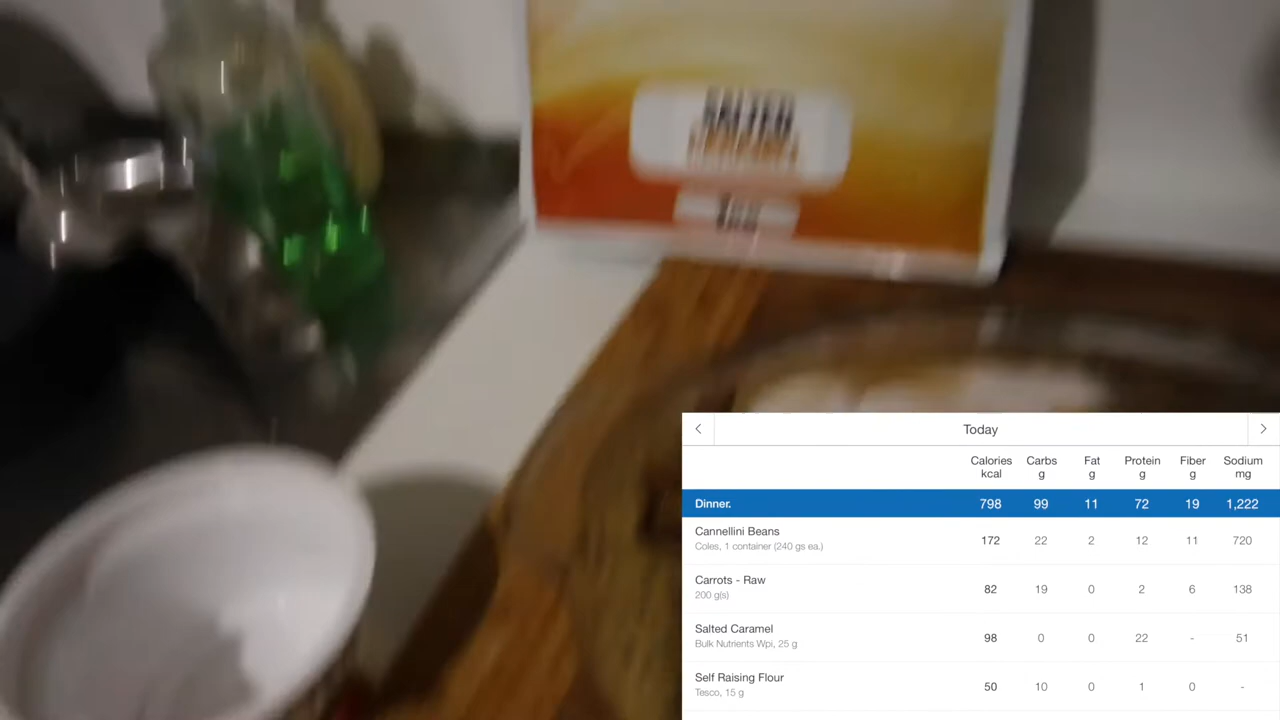 SALTED
Today
Calories Carbs Fat Protein Fiber Sodium
kcal g g g g mg
Dinner. 798 99 11 72 19 1,222
Cannellini Beans
Coles, 1 container (240 gs ea.) 172 22 2 12 11 720
Carrots - Raw
200 g(s) 82 19 0 2 6 138
Salted Caramel
Bulk Nutrients Wpi, 25 g 98 0 0 22 - 51
Self Raising Flour
Tesco, 15 g 50 10 0 1 0 -